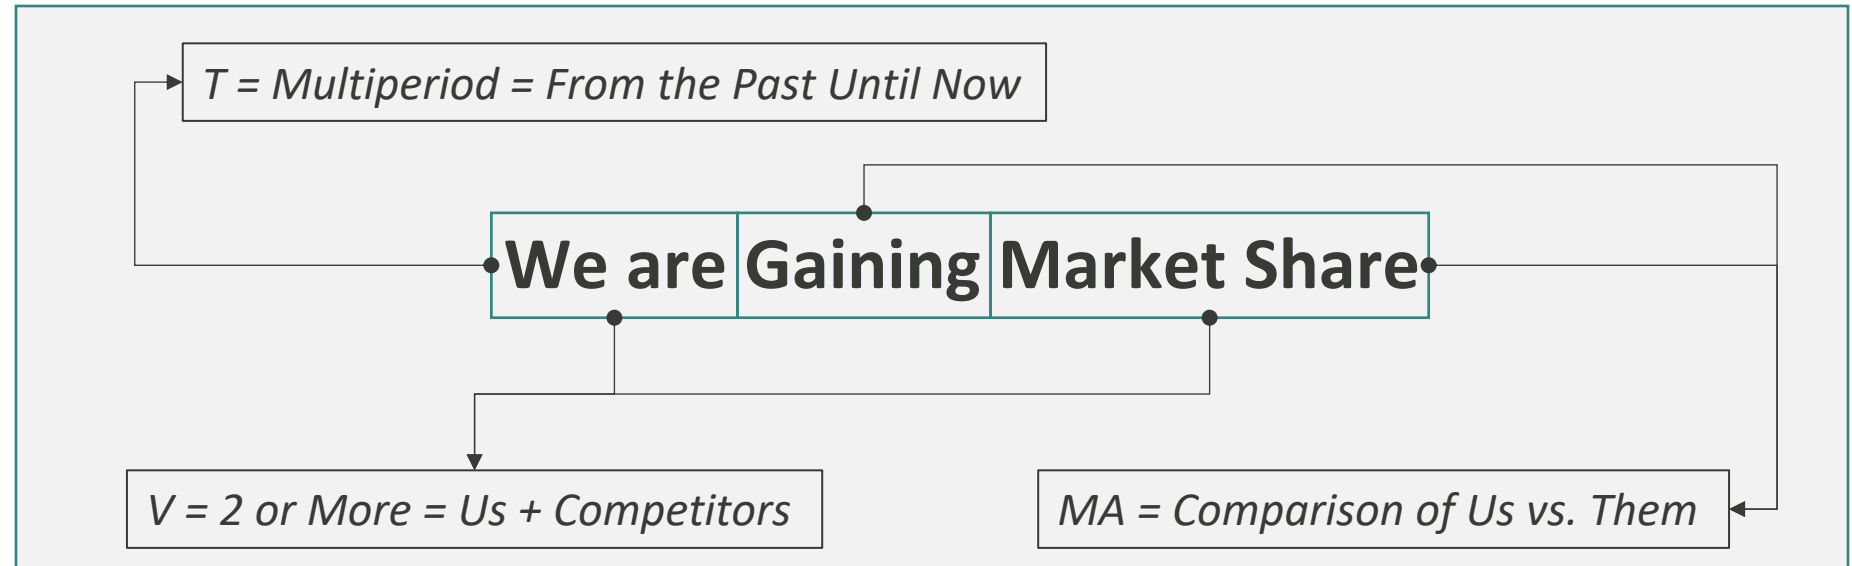 T = Multiperiod = From the Past Until Now
We are Gaining Market Share
V = 2 or More = Us + Competitors
MA = Comparison of Us vs. Them